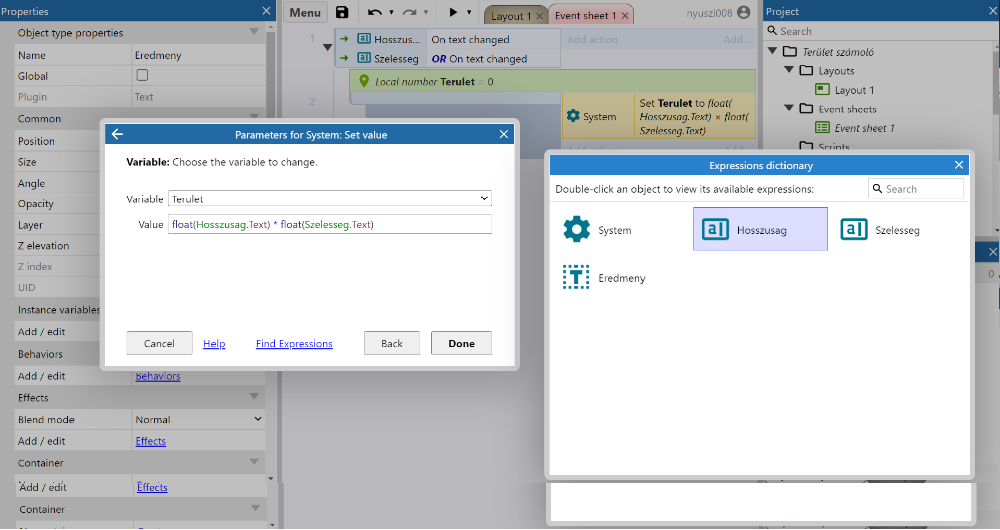 Properties
Object type properties
Name Eredmeny
Global
Plugin Text
Common
Position
Size
Angle
Opacity
Layer
Z elevation
Z index
UID
Instance variables
Add / edit
Behaviors
Add / edit Behaviors
Effects
Blend mode Normal
Add / edit Effects
Container
Add / edit Effects
Container
Menu
Layout 1
Event sheet 1
nyuszi008
1
Hosszus... On text changed
Add action Add...
Szelesseg OR On text changed
Local number Terulet = 0
2
System
Set Terulet to float(
Hosszusag.Text) × float(
Szelesseg.Text)
Add action Add...
Parameters for System: Set value
Variable: Choose the variable to change.
Variable Terulet
Value float(Hosszusag.Text) * float(Szelesseg.Text)
Cancel Help Find Expressions Back Done
Project
Search
Terület számoló
Layouts
Layout 1
Event sheets
Event sheet 1
Scripts
0
Expressions dictionary
Double-click an object to view its available expressions:
Search
System
Hosszusag
Szelesseg
Eredmeny